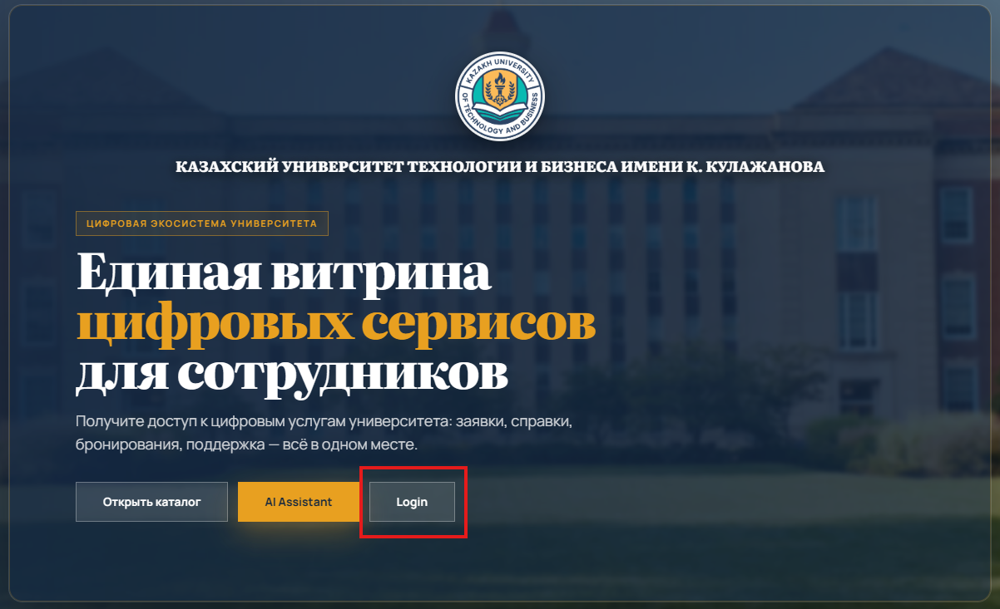 KAZAKH UNIVERSITY
OF TECHNOLOGY AND BUSINESS
КАЗАХСКИЙ УНИВЕРСИТЕТ ТЕХНОЛОГИИ И БИЗНЕСА ИМЕНИ К. КУЛАЖАНОВА
ЦИФРОВАЯ ЭКОСИСТЕМА УНИВЕРСИТЕТА
Единая витрина
цифровых сервисов
для сотрудников
Получите доступ к цифровым услугам университета: заявки, справки,
бронирования, поддержка — всё в одном месте.
Открыть каталог AI Assistant Login